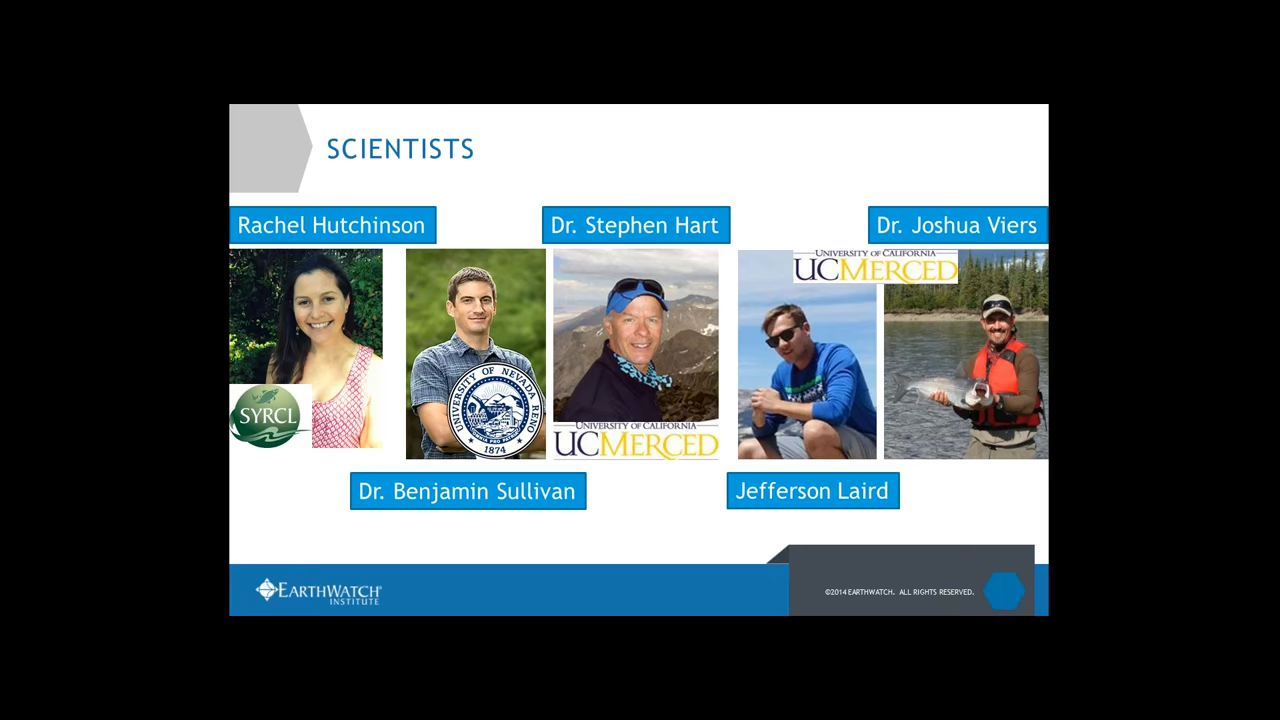 SCIENTISTS
Rachel Hutchinson
Dr. Stephen Hart
Dr. Joshua Viers
UNIVERSITY OF CALIFORNIA
UCMERCED
SYRCL
UNIVERSITY OF NEVADA RENO
1874
UNIVERSITY OF CALIFORNIA
UCMERCED
Dr. Benjamin Sullivan
Jefferson Laird
EARTHWATCH
INSTITUTE
©2014 EARTHWATCH. ALL RIGHTS RESERVED.